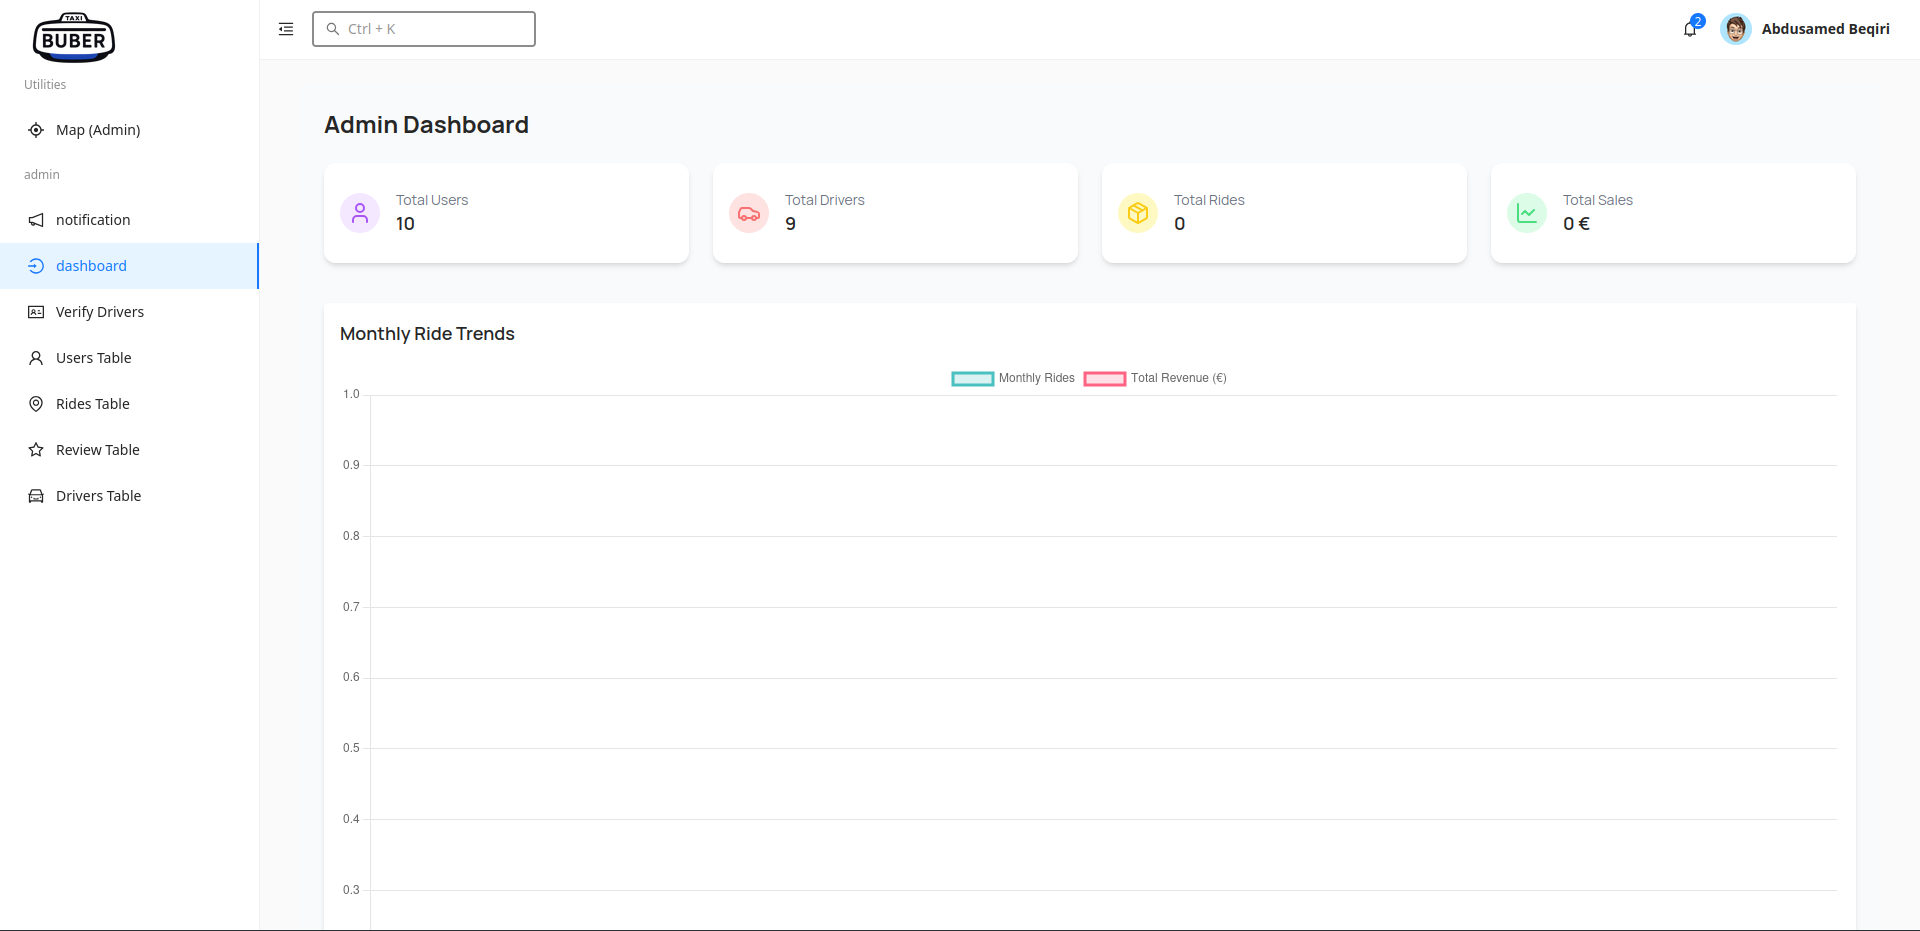 TAXI
BUBER
Utilities
Map (Admin)
admin
notification
dashboard
Verify Drivers
Users Table
Rides Table
Review Table
Drivers Table
Ctrl + K
2
Abdusamed Beqiri
Admin Dashboard
Total Users
10
Total Drivers
9
Total Rides
0
Total Sales
0 €
Monthly Ride Trends
Monthly Rides
Total Revenue (€)
1.0
0.9
0.8
0.7
0.6
0.5
0.4
0.3